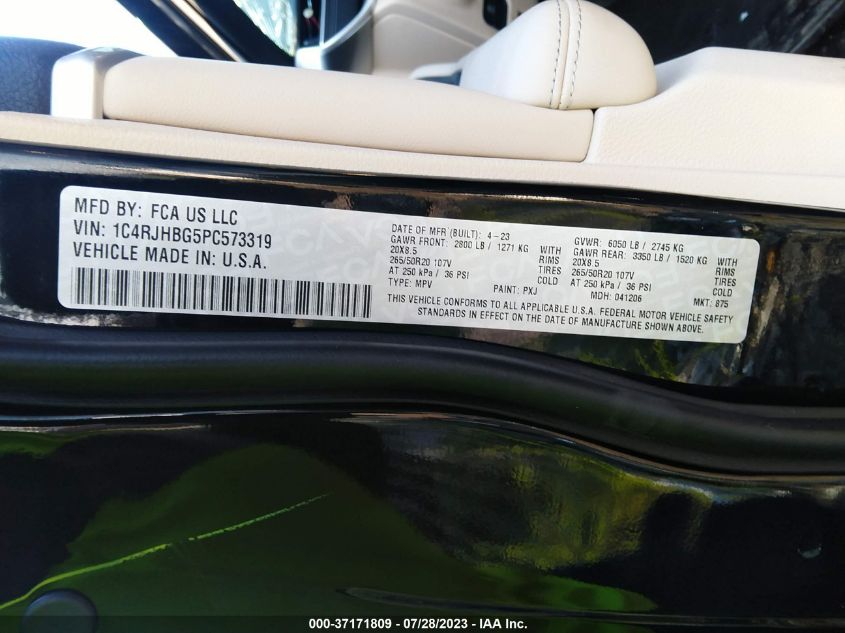 MFD BY: FCA US LLC
VIN: 1C4RJHBG5PC573319
VEHICLE MADE IN: U.S.A.
DATE OF MFR (BUILT): 4-23
GAWR FRONT: 2800 LB / 1271 KG WITH
20X8.5 RIMS
265/50R20 107V TIRES
AT 250 kPa / 36 PSI COLD
TYPE: MPV PAINT: PXJ
GVWR: 6050 LB / 2745 KG
GAWR REAR: 3350 LB / 1520 KG WITH
20X8.5 RIMS
265/50R20 107V TIRES
AT 250 kPa / 36 PSI COLD
MDH: 041206 MKT: 875
THIS VEHICLE CONFORMS TO ALL APPLICABLE U.S.A. FEDERAL MOTOR VEHICLE SAFETY
STANDARDS IN EFFECT ON THE DATE OF MANUFACTURE SHOWN ABOVE.
000-37171809 / 07/28/2023 - IAA Inc.